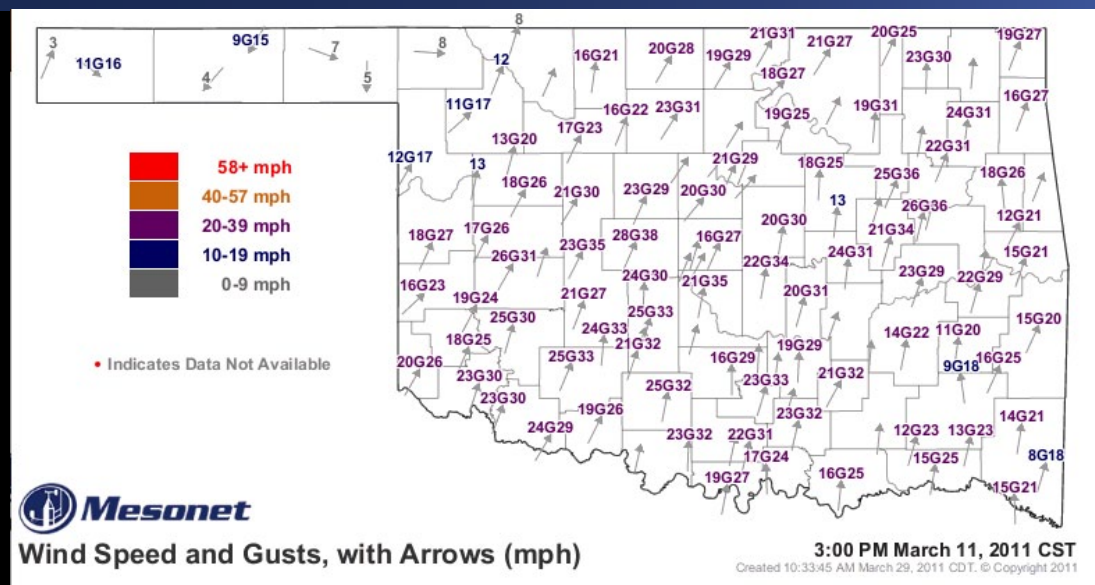 8
3
9G15
7
8
11G16
4
5
12
16G21
20G28
19G29
21G31
21G27
20G25
23G30
19G27
18G27
11G17
16G22
23G31
19G25
19G31
24G31
16G27
13G20
17G23
22G31
12G17
13
21G29
18G25
25G36
18G26
58+ mph
40-57 mph
20-39 mph
10-19 mph
0-9 mph
18G26
21G30
23G29
20G30
13
26G36
12G21
18G27
17G26
23G35
28G38
16G27
20G30
21G34
26G31
22G34
24G31
15G21
16G23
19G24
21G27
24G30
21G35
20G31
23G29
22G29
25G30
24G33
25G33
14G22
11G20
15G20
18G25
21G32
19G29
• Indicates Data Not Available
20G26
23G30
25G33
16G29
23G33
21G32
9G18
16G25
23G30
25G32
24G29
19G26
23G32
22G31
23G32
12G23
13G23
14G21
17G24
19G27
16G25
15G25
8G18
15G21
Mesonet
Wind Speed and Gusts, with Arrows (mph)
3:00 PM March 11, 2011 CST
Created 10:33:45 AM March 29, 2011 CDT. © Copyright 2011